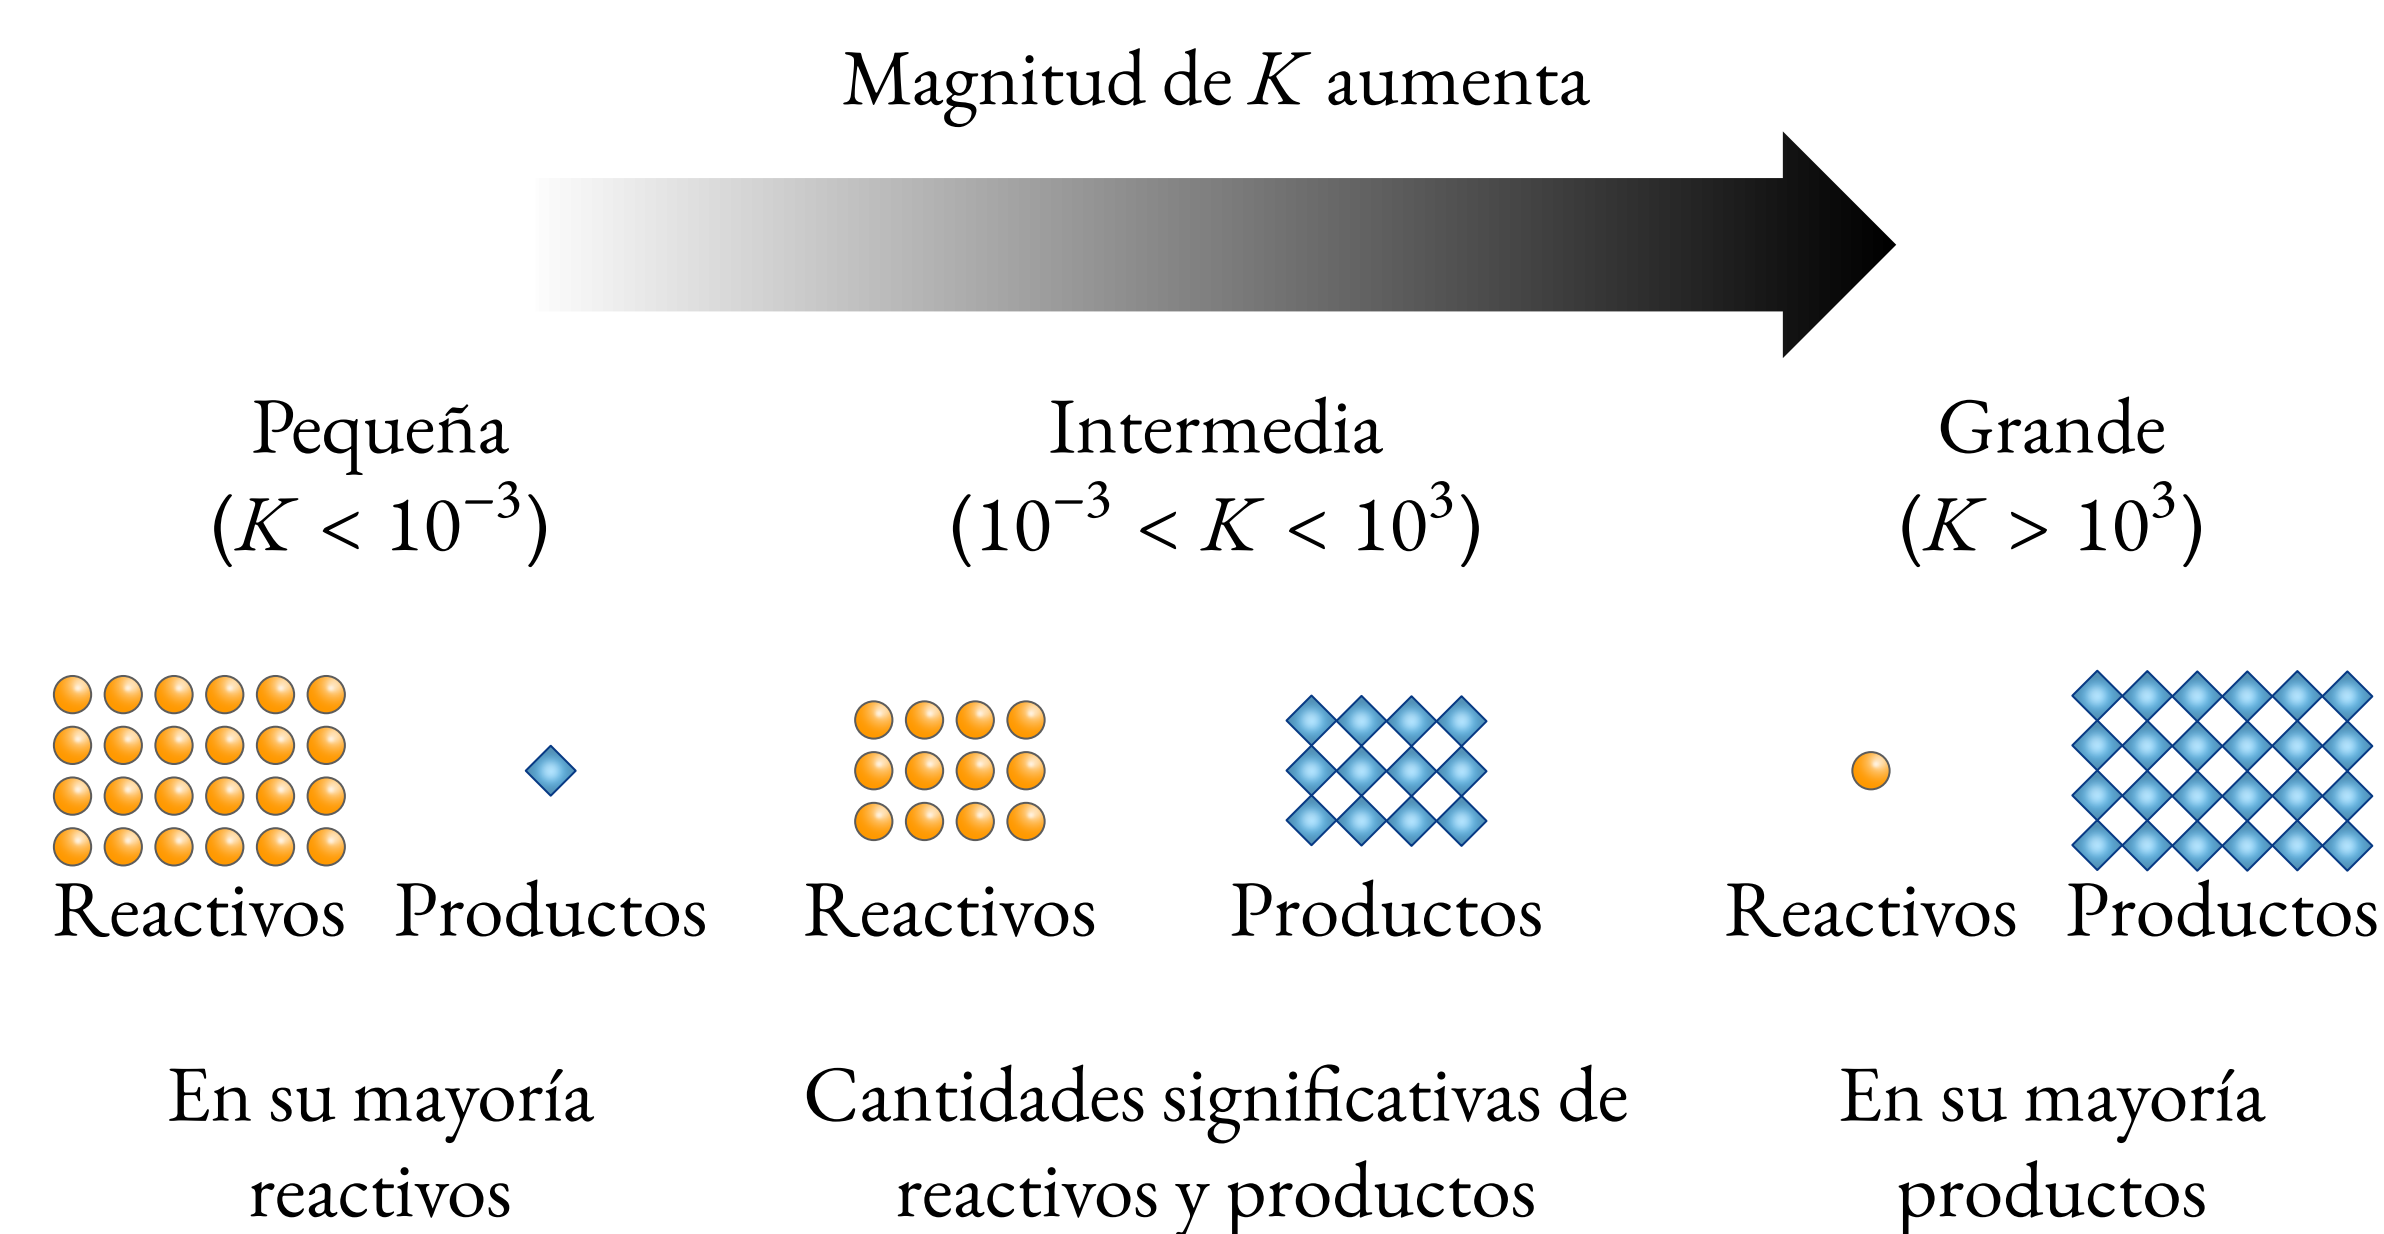 Magnitud de K aumenta
Pequeña
(K < 10⁻³)
Intermedia
(10⁻³ < K < 10³)
Grande
(K > 10³)
Reactivos
Productos
Reactivos
Productos
Reactivos
Productos
En su mayoría
reactivos
Cantidades significativas de
reactivos y productos
En su mayoría
productos